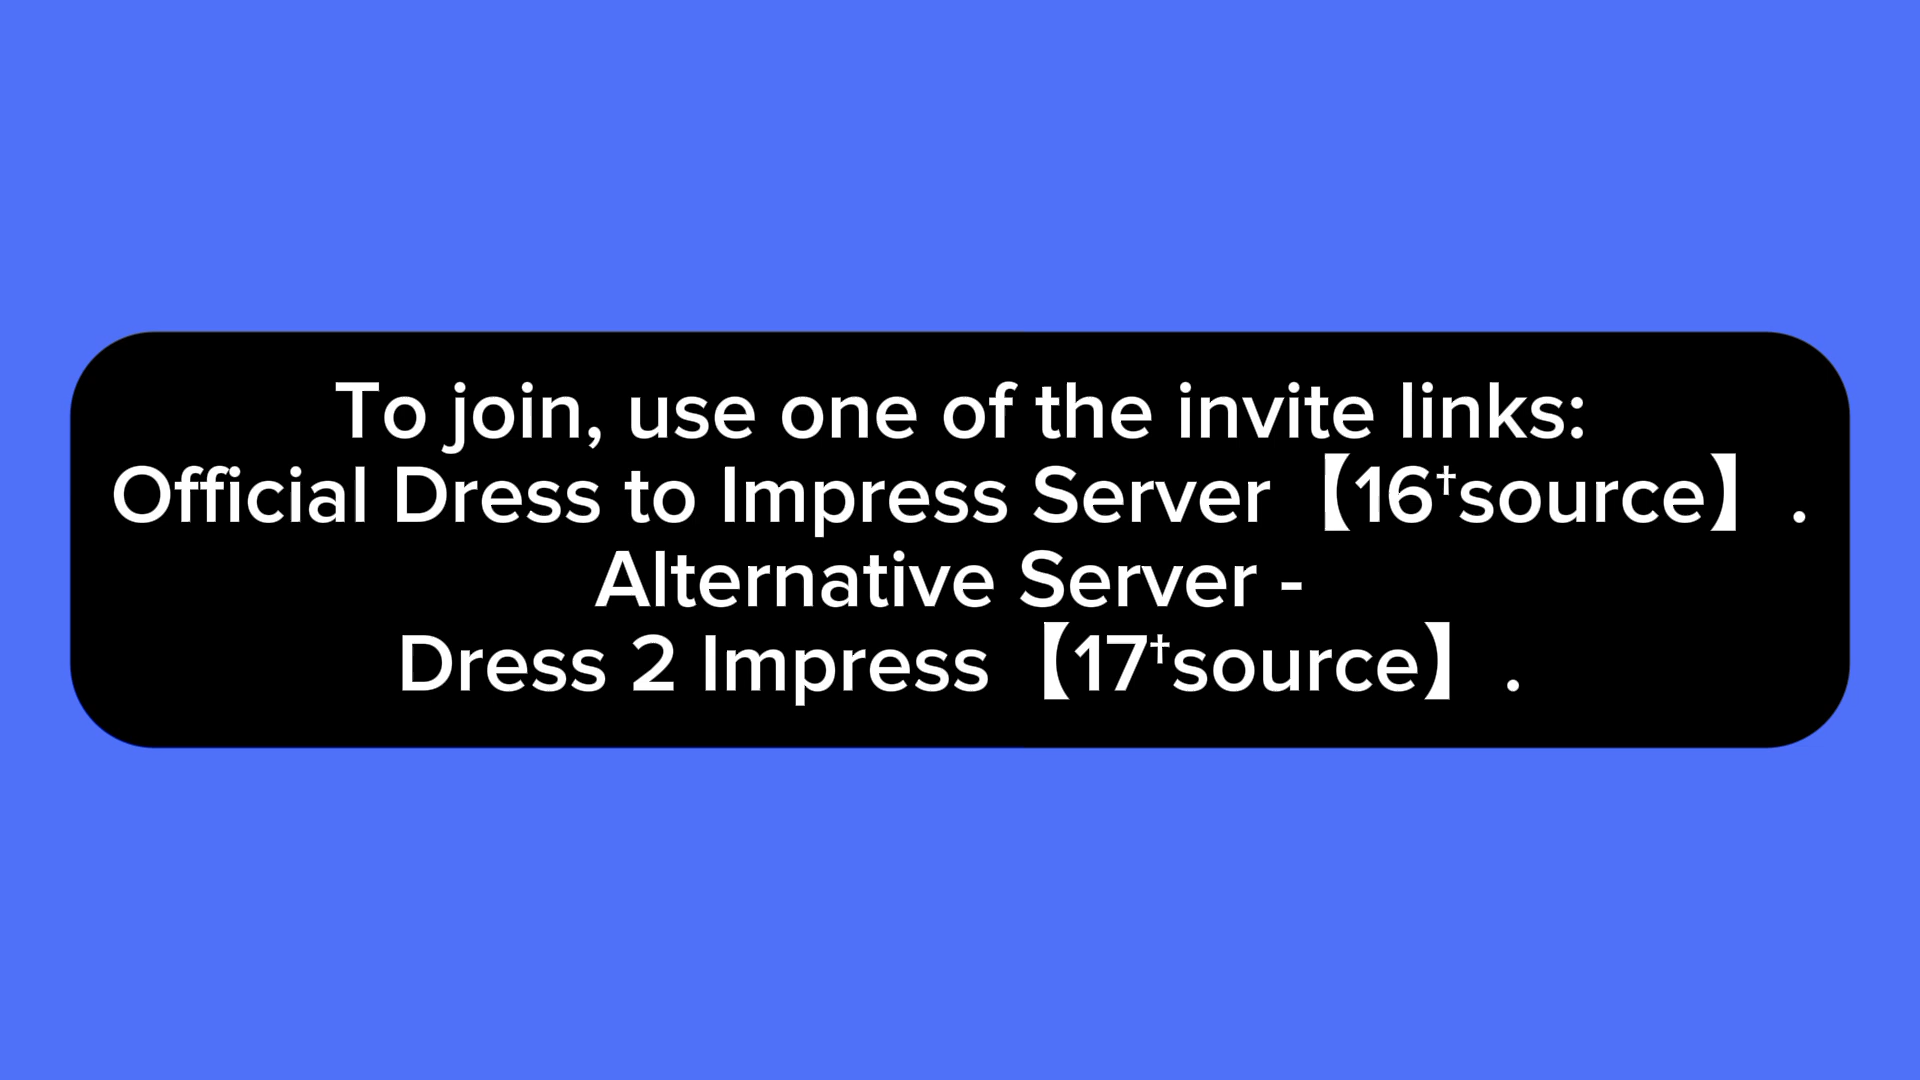 To join, use one of the invite links:
Official Dress to Impress Server【16†source】.
Alternative Server -
Dress 2 Impress【17†source】.